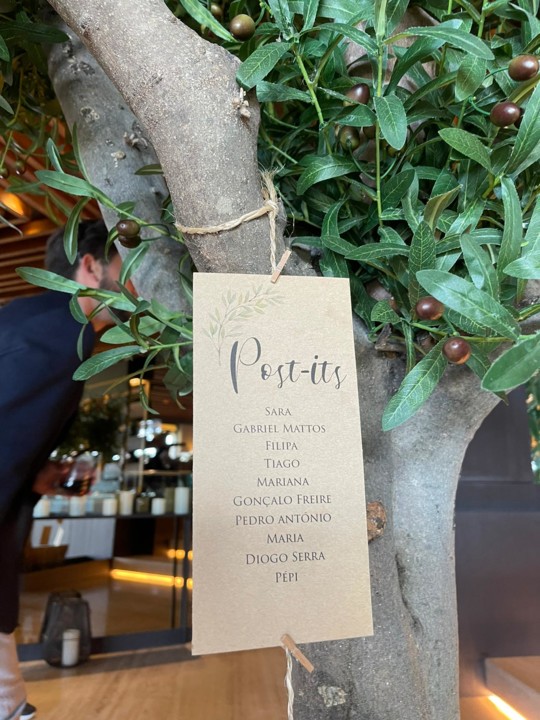 Post-its
SARA
GABRIEL MATTOS
FILIPA
TIAGO
MARIANA
GONÇALO FREIRE
PEDRO ANTÓNIO
MARIA
DIOGO SERRA
PÉPI